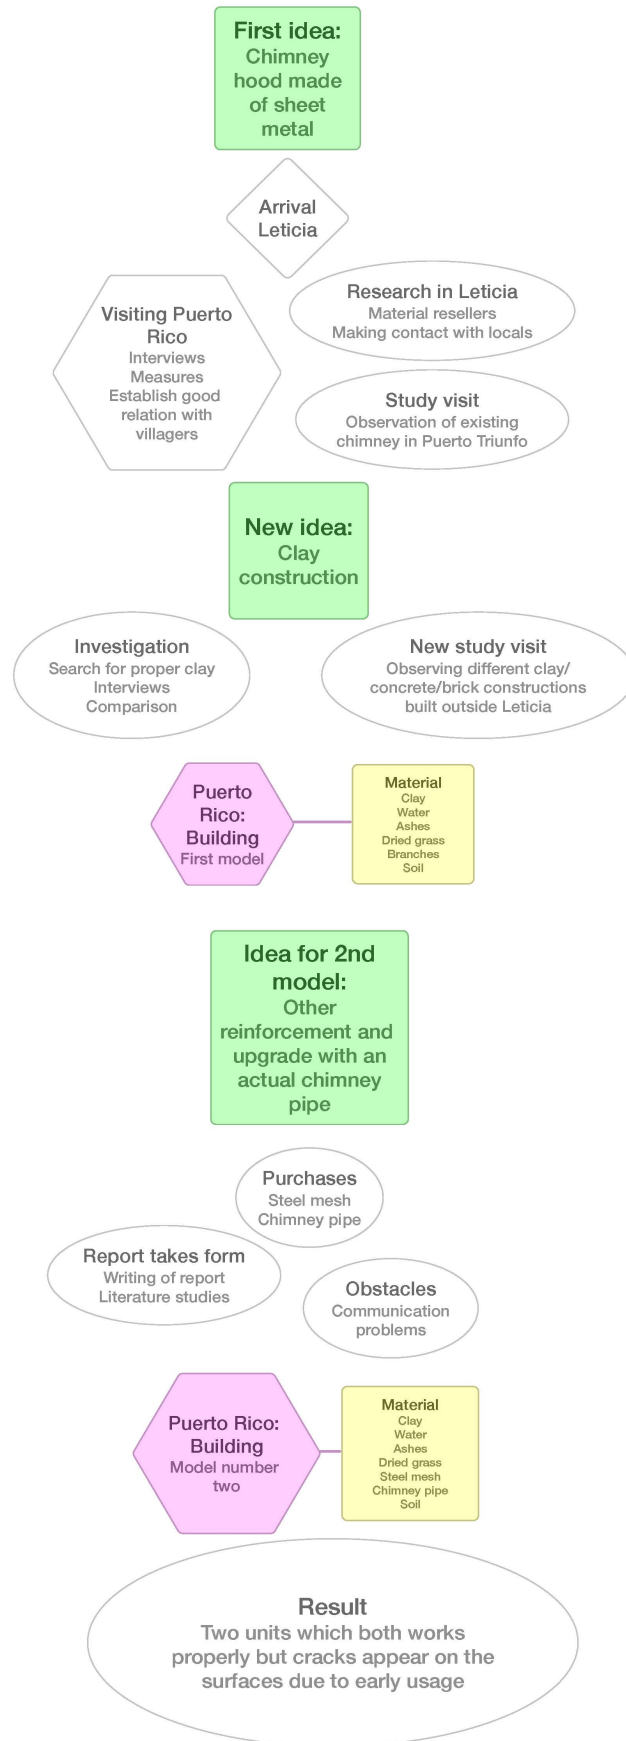 First idea:
Chimney
hood made
of sheet
metal
Arrival
Leticia
Visiting Puerto
Rico
Interviews
Measures
Establish good
relation with
villagers
Research in Leticia
Material resellers
Making contact with locals
Study visit
Observation of existing
chimney in Puerto Triunfo
New idea:
Clay
construction
Investigation
Search for proper clay
Interviews
Comparison
New study visit
Observing different clay/
concrete/brick constructions
built outside Leticia
Puerto
Rico:
Building
First model
Material
Clay
Water
Ashes
Dried grass
Branches
Soil
Idea for 2nd
model:
Other
reinforcement and
upgrade with an
actual chimney
pipe
Purchases
Steel mesh
Chimney pipe
Report takes form
Writing of report
Literature studies
Obstacles
Communication
problems
Puerto Rico:
Building
Model number
two
Material
Clay
Water
Ashes
Dried grass
Steel mesh
Chimney pipe
Soil
Result
Two units which both works
properly but cracks appear on the
surfaces due to early usage